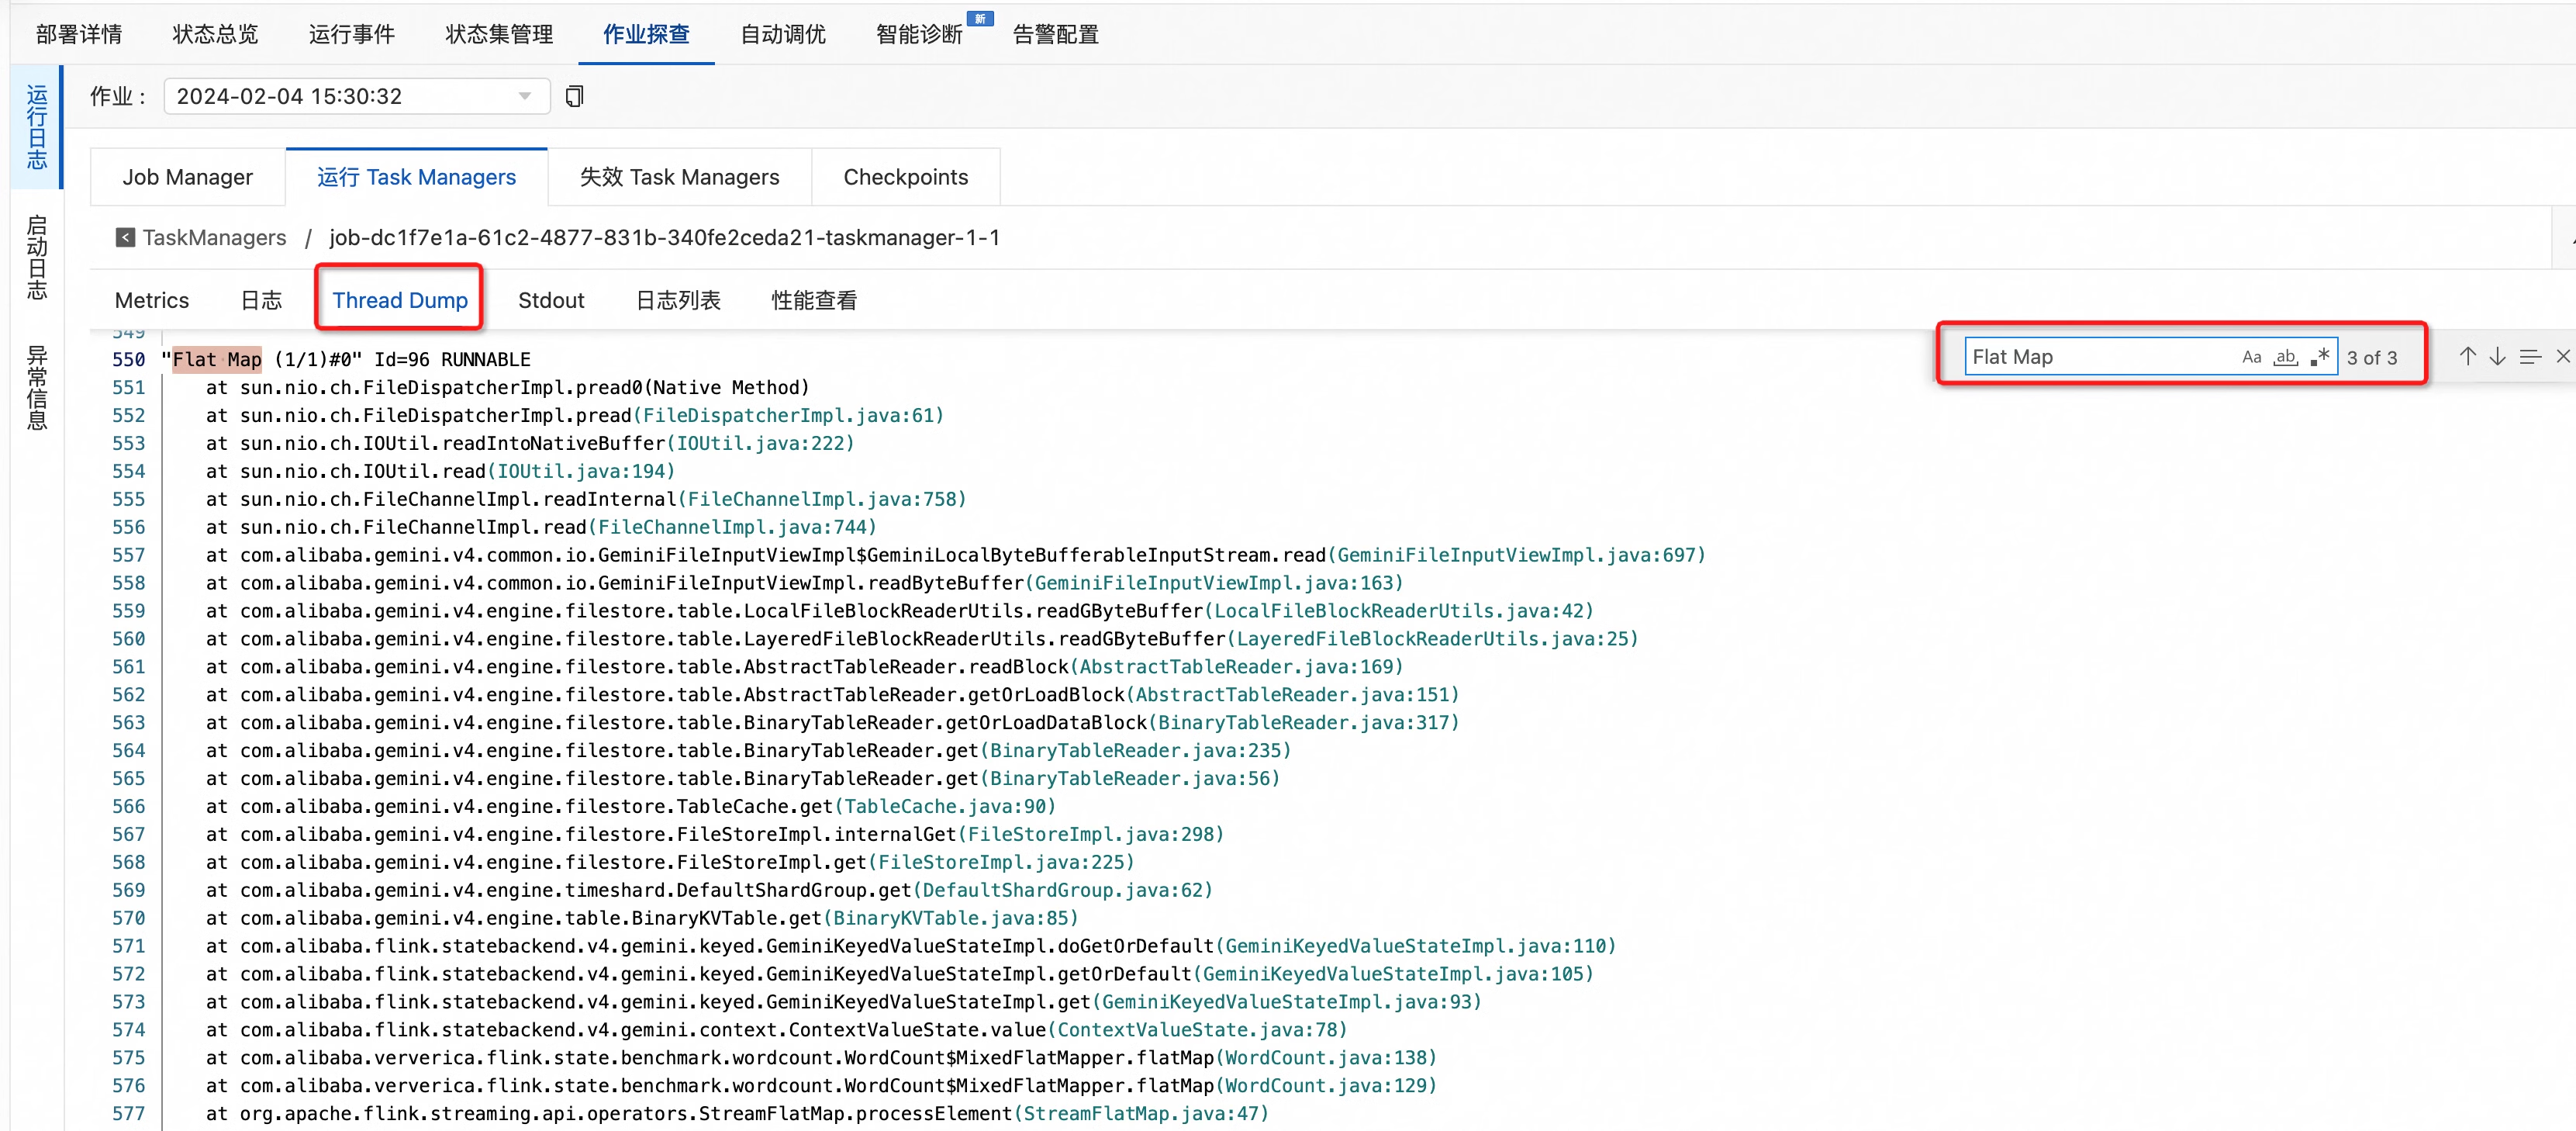 部署详情 状态总览 运行事件 状态集管理 作业探查 自动调优 智能诊断 新 告警配置
运行日志
启动日志
异常信息
作业 : 2024-02-04 15:30:32
Job Manager 运行 Task Managers 失效 Task Managers Checkpoints
TaskManagers / job-dc1f7e1a-61c2-4877-831b-340fe2ceda21-taskmanager-1-1
Metrics 日志 Thread Dump Stdout 日志列表 性能查看
Flat Map Aa ab .* 3 of 3
549
550 "Flat Map (1/1)#0" Id=96 RUNNABLE
551 at sun.nio.ch.FileDispatcherImpl.pread0(Native Method)
552 at sun.nio.ch.FileDispatcherImpl.pread(FileDispatcherImpl.java:61)
553 at sun.nio.ch.IOUtil.readIntoNativeBuffer(IOUtil.java:222)
554 at sun.nio.ch.IOUtil.read(IOUtil.java:194)
555 at sun.nio.ch.FileChannelImpl.readInternal(FileChannelImpl.java:758)
556 at sun.nio.ch.FileChannelImpl.read(FileChannelImpl.java:744)
557 at com.alibaba.gemini.v4.common.io.GeminiFileInputViewImpl$GeminiLocalByteBufferableInputStream.read(GeminiFileInputViewImpl.java:697)
558 at com.alibaba.gemini.v4.common.io.GeminiFileInputViewImpl.readByteBuffer(GeminiFileInputViewImpl.java:163)
559 at com.alibaba.gemini.v4.engine.filestore.table.LocalFileBlockReaderUtils.readGByteBuffer(LocalFileBlockReaderUtils.java:42)
560 at com.alibaba.gemini.v4.engine.filestore.table.LayeredFileBlockReaderUtils.readGByteBuffer(LayeredFileBlockReaderUtils.java:25)
561 at com.alibaba.gemini.v4.engine.filestore.table.AbstractTableReader.readBlock(AbstractTableReader.java:169)
562 at com.alibaba.gemini.v4.engine.filestore.table.AbstractTableReader.getOrLoadBlock(AbstractTableReader.java:151)
563 at com.alibaba.gemini.v4.engine.filestore.table.BinaryTableReader.getOrLoadDataBlock(BinaryTableReader.java:317)
564 at com.alibaba.gemini.v4.engine.filestore.table.BinaryTableReader.get(BinaryTableReader.java:235)
565 at com.alibaba.gemini.v4.engine.filestore.table.BinaryTableReader.get(BinaryTableReader.java:56)
566 at com.alibaba.gemini.v4.engine.filestore.TableCache.get(TableCache.java:90)
567 at com.alibaba.gemini.v4.engine.filestore.FileStoreImpl.internalGet(FileStoreImpl.java:298)
568 at com.alibaba.gemini.v4.engine.filestore.FileStoreImpl.get(FileStoreImpl.java:225)
569 at com.alibaba.gemini.v4.engine.timeshard.DefaultShardGroup.get(DefaultShardGroup.java:62)
570 at com.alibaba.gemini.v4.engine.table.BinaryKVTable.get(BinaryKVTable.java:85)
571 at com.alibaba.flink.statebackend.v4.gemini.keyed.GeminiKeyedValueStateImpl.doGetOrDefault(GeminiKeyedValueStateImpl.java:110)
572 at com.alibaba.flink.statebackend.v4.gemini.keyed.GeminiKeyedValueStateImpl.getOrDefault(GeminiKeyedValueStateImpl.java:105)
573 at com.alibaba.flink.statebackend.v4.gemini.keyed.GeminiKeyedValueStateImpl.get(GeminiKeyedValueStateImpl.java:93)
574 at com.alibaba.flink.statebackend.v4.gemini.context.ContextValueState.value(ContextValueState.java:78)
575 at com.alibaba.ververica.flink.state.benchmark.wordcount.WordCount$MixedFlatMapper.flatMap(WordCount.java:138)
576 at com.alibaba.ververica.flink.state.benchmark.wordcount.WordCount$MixedFlatMapper.flatMap(WordCount.java:129)
577 at org.apache.flink.streaming.api.operators.StreamFlatMap.processElement(StreamFlatMap.java:47)